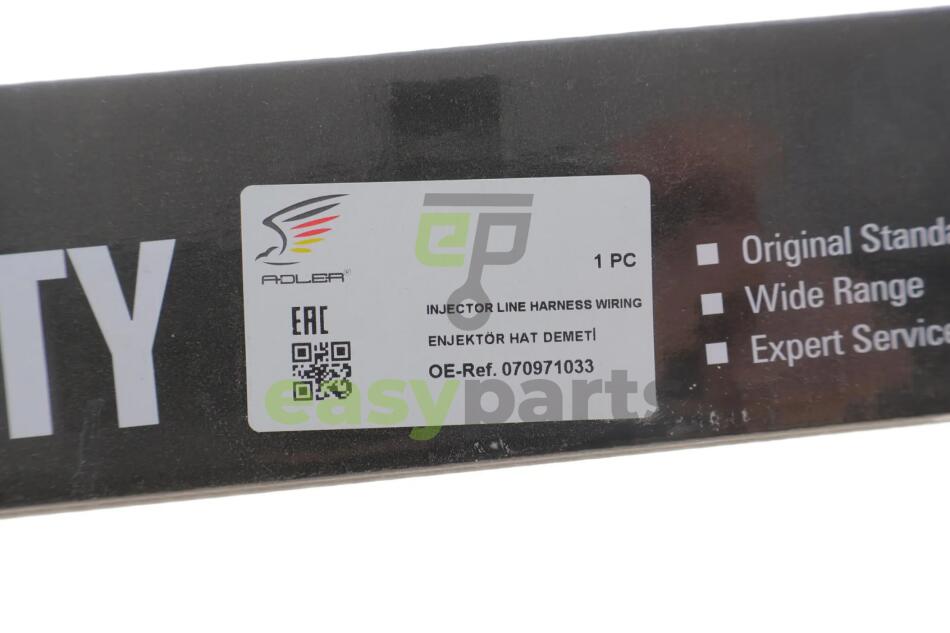 TY
ADLER®
EAC
1 PC
INJECTOR LINE HARNESS WIRING
ENJEKTÖR HAT DEMETİ
OE-Ref. 070971033
Original Standa
Wide Range
Expert Service
ep
easyparts